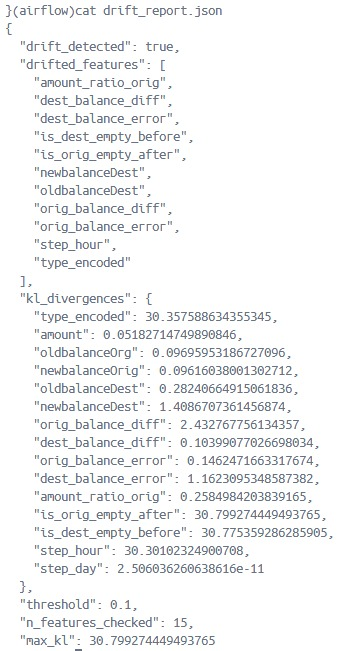 }(airflow)cat drift_report.json
{
  "drift_detected": true,
  "drifted_features": [
    "amount_ratio_orig",
    "dest_balance_diff",
    "dest_balance_error",
    "is_dest_empty_before",
    "is_orig_empty_after",
    "newbalanceDest",
    "oldbalanceDest",
    "orig_balance_diff",
    "orig_balance_error",
    "step_hour",
    "type_encoded"
  ],
  "kl_divergences": {
    "type_encoded": 30.357588634355345,
    "amount": 0.05182714749890846,
    "oldbalanceOrg": 0.09695953186727096,
    "newbalanceOrig": 0.09616038001302712,
    "oldbalanceDest": 0.28240664915061836,
    "newbalanceDest": 1.4086707361456874,
    "orig_balance_diff": 2.432767756134357,
    "dest_balance_diff": 0.10399077026698034,
    "orig_balance_error": 0.1462471663317674,
    "dest_balance_error": 1.1623095348587382,
    "amount_ratio_orig": 0.2584984203839165,
    "is_orig_empty_after": 30.799274449493765,
    "is_dest_empty_before": 30.775359286285905,
    "step_hour": 30.30102324900708,
    "step_day": 2.506036260638616e-11
  },
  "threshold": 0.1,
  "n_features_checked": 15,
  "max_kl": 30.799274449493765